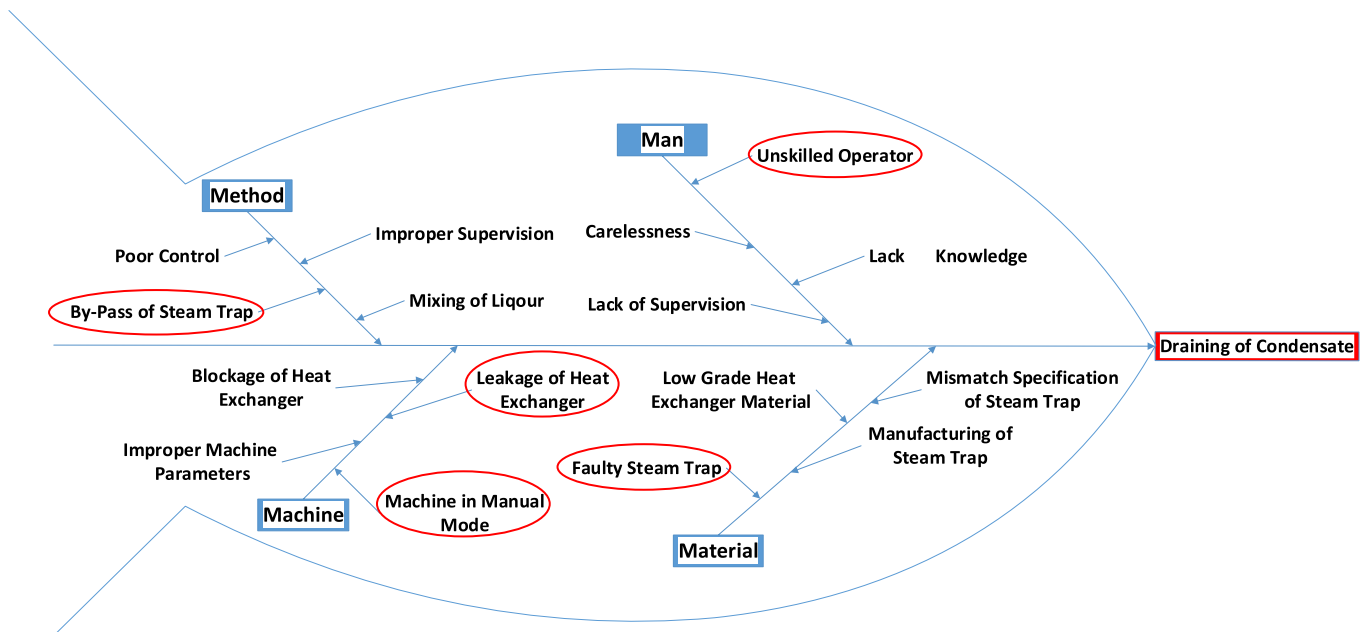 Man
Unskilled Operator
Method
Improper Supervision
Carelessness
Poor Control
Lack Knowledge
By-Pass of Steam Trap
Mixing of Liqour
Lack of Supervision
Draining of Condensate
Blockage of Heat
Exchanger
Leakage of Heat
Exchanger
Low Grade Heat
Exchanger Material
Mismatch Specification
of Steam Trap
Improper Machine
Parameters
Faulty Steam Trap
Manufacturing of
Steam Trap
Machine
Machine in Manual
Mode
Material